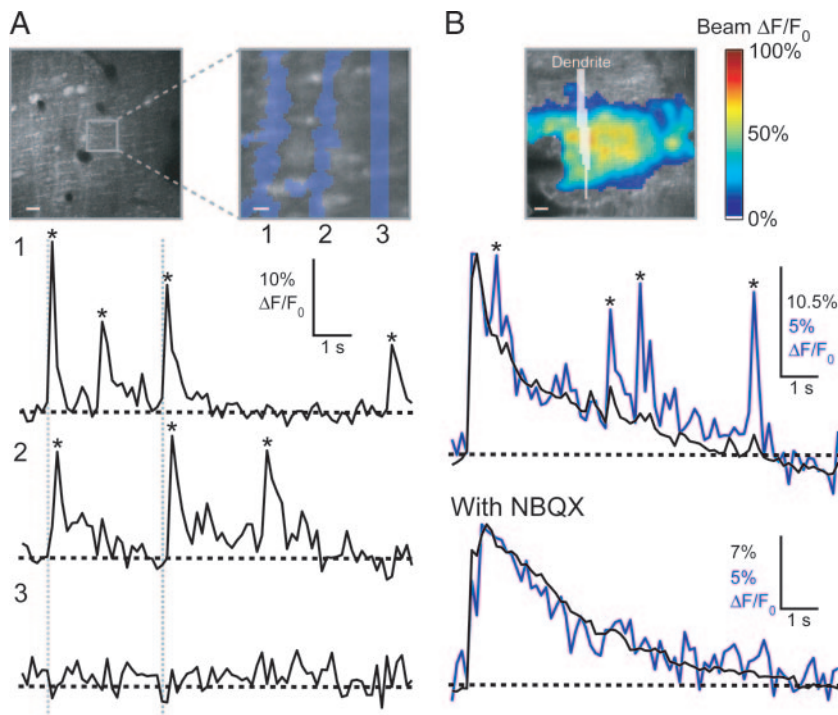 A
B
Beam ΔF/F0
Dendrite
100%
50%
0%
1 2 3
1
*
*
*
*
10%
ΔF/F0
1 s
2
*
*
*
3
*
*
*
*
10.5%
5%
ΔF/F0
1 s
With NBQX
7%
5%
ΔF/F0
1 s